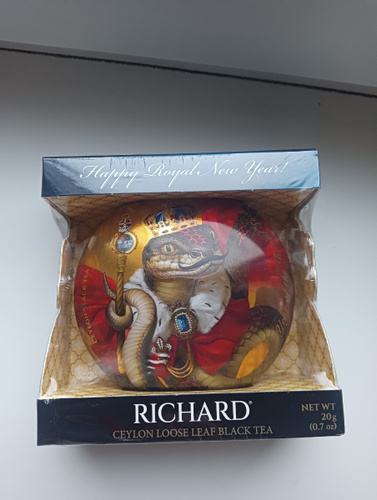 Happy Royal New Year!
RICHARD®
CEYLON LOOSE LEAF BLACK TEA
NET WT
20g
(0.7 oz)